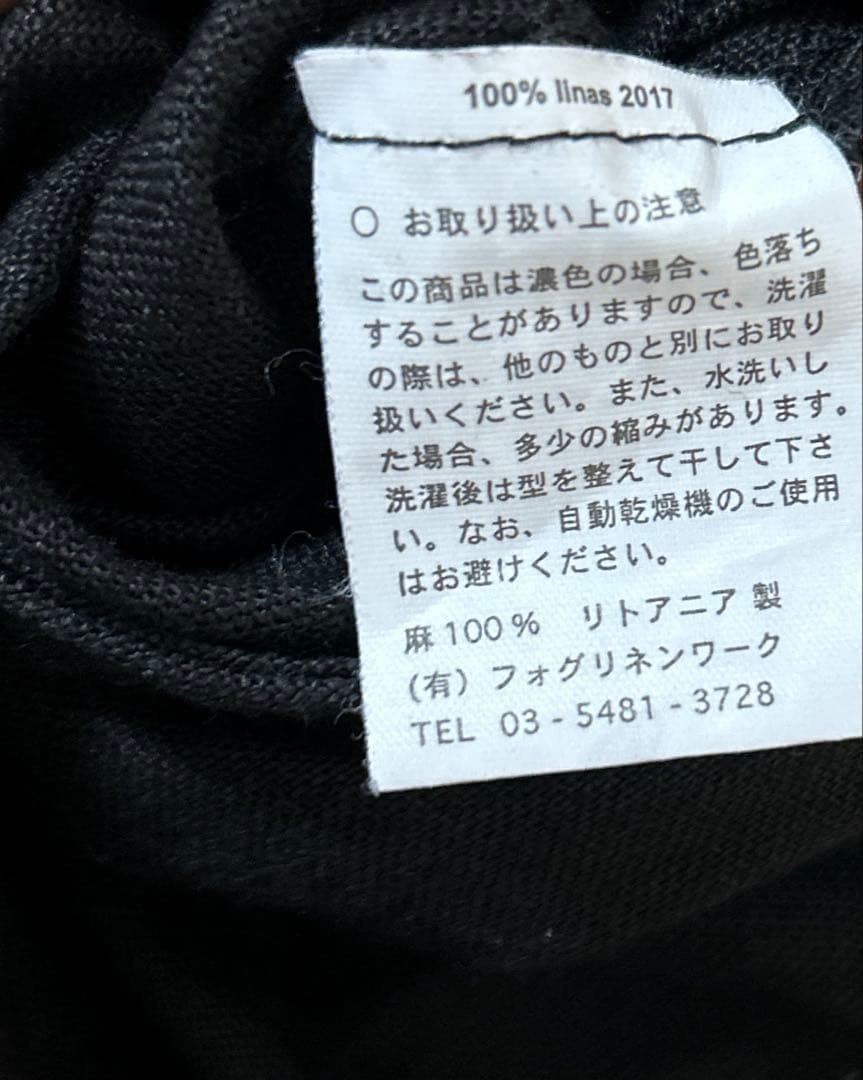 100% linas 2017
○ お取り扱い上の注意
この商品は濃色の場合、色落ち
することがありますので、洗濯
の際は、他のものと別にお取り
扱いください。また、水洗いし
た場合、多少の縮みがあります。
洗濯後は型を整えて干して下さ
い。なお、自動乾燥機のご使用
はお避けください。
麻 100 % リトアニア 製
(有) フォグリネンワーク
TEL 03 - 5481 - 3728